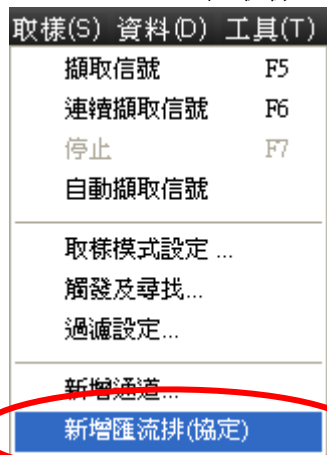 取樣(S) 資料(D) 工具(T)
擷取信號 F5
連續擷取信號 F6
停止 F7
自動擷取信號
取樣模式設定 ...
觸發及尋找...
過濾設定...
新增通道...
新增匯流排(協定)